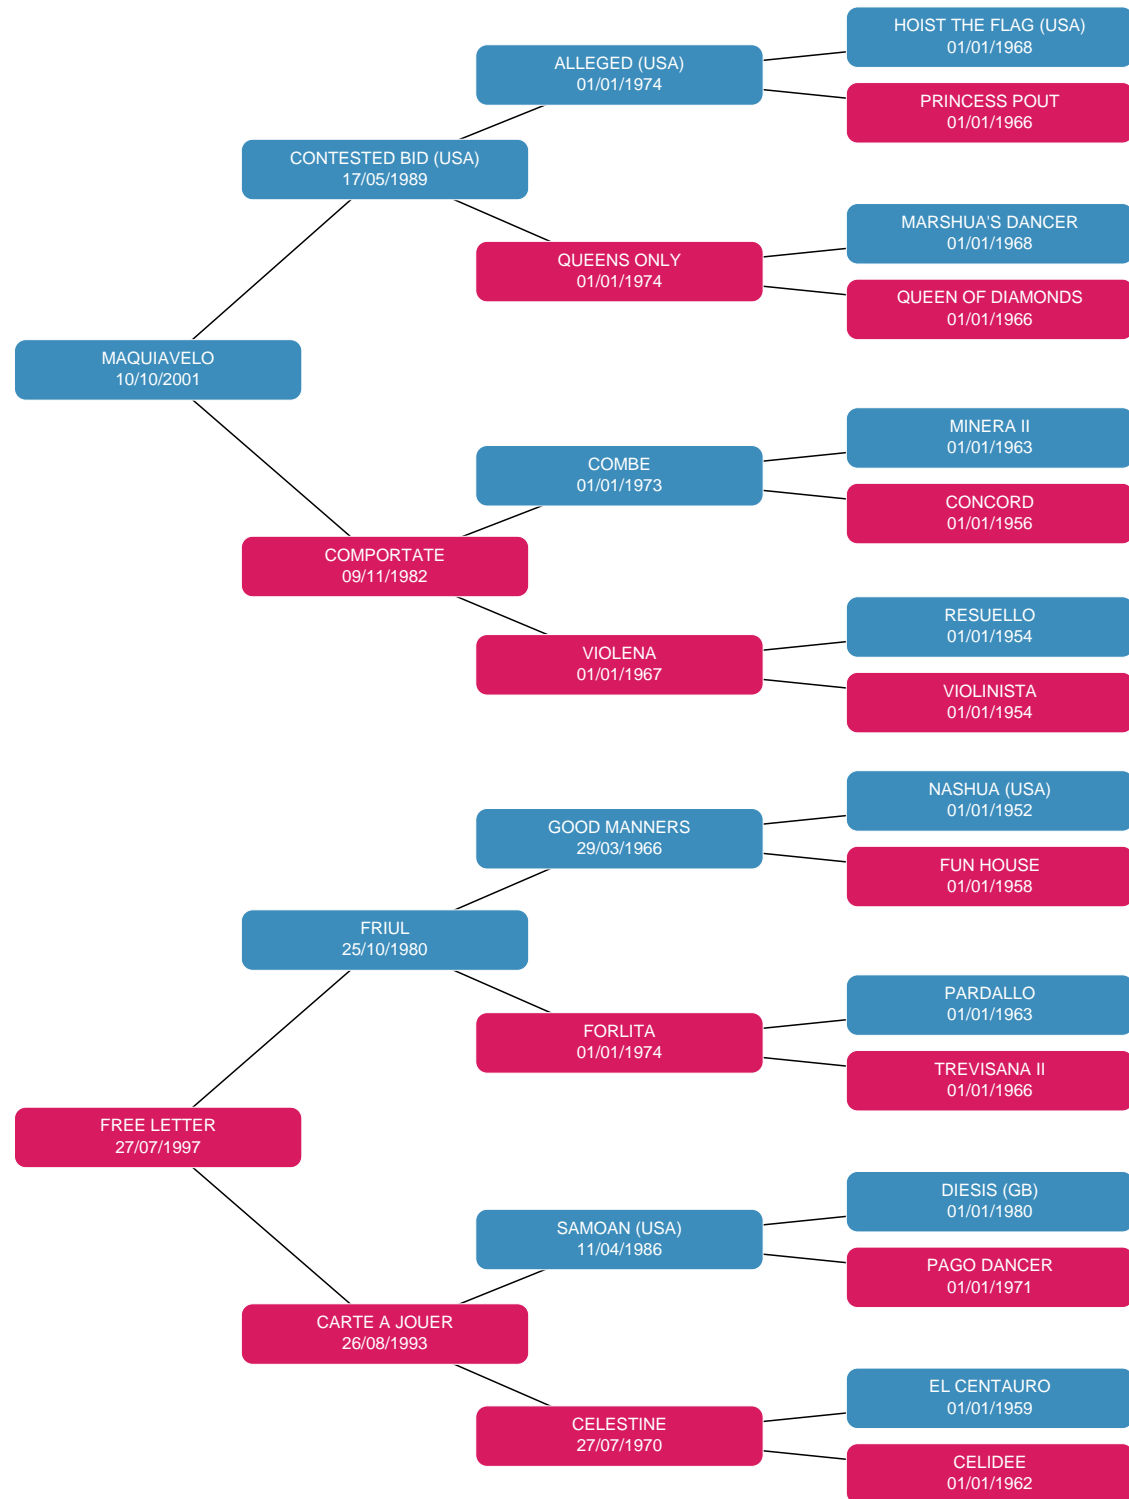 HOIST THE FLAG (USA)
01/01/1968
ALLEGED (USA)
01/01/1974
PRINCESS POUT
01/01/1966
CONTESTED BID (USA)
17/05/1989
MARSHUA'S DANCER
01/01/1968
QUEENS ONLY
01/01/1974
QUEEN OF DIAMONDS
01/01/1966
MAQUIAVELO
10/10/2001
MINERA II
01/01/1963
COMBE
01/01/1973
CONCORD
01/01/1956
COMPORTATE
09/11/1982
RESUELLO
01/01/1954
VIOLENA
01/01/1967
VIOLINISTA
01/01/1954
NASHUA (USA)
01/01/1952
GOOD MANNERS
29/03/1966
FUN HOUSE
01/01/1958
FRIUL
25/10/1980
PARDALLO
01/01/1963
FORLITA
01/01/1974
TREVISANA II
01/01/1966
FREE LETTER
27/07/1997
DIESIS (GB)
01/01/1980
SAMOAN (USA)
11/04/1986
PAGO DANCER
01/01/1971
CARTE A JOUER
26/08/1993
EL CENTAURO
01/01/1959
CELESTINE
27/07/1970
CELIDEE
01/01/1962